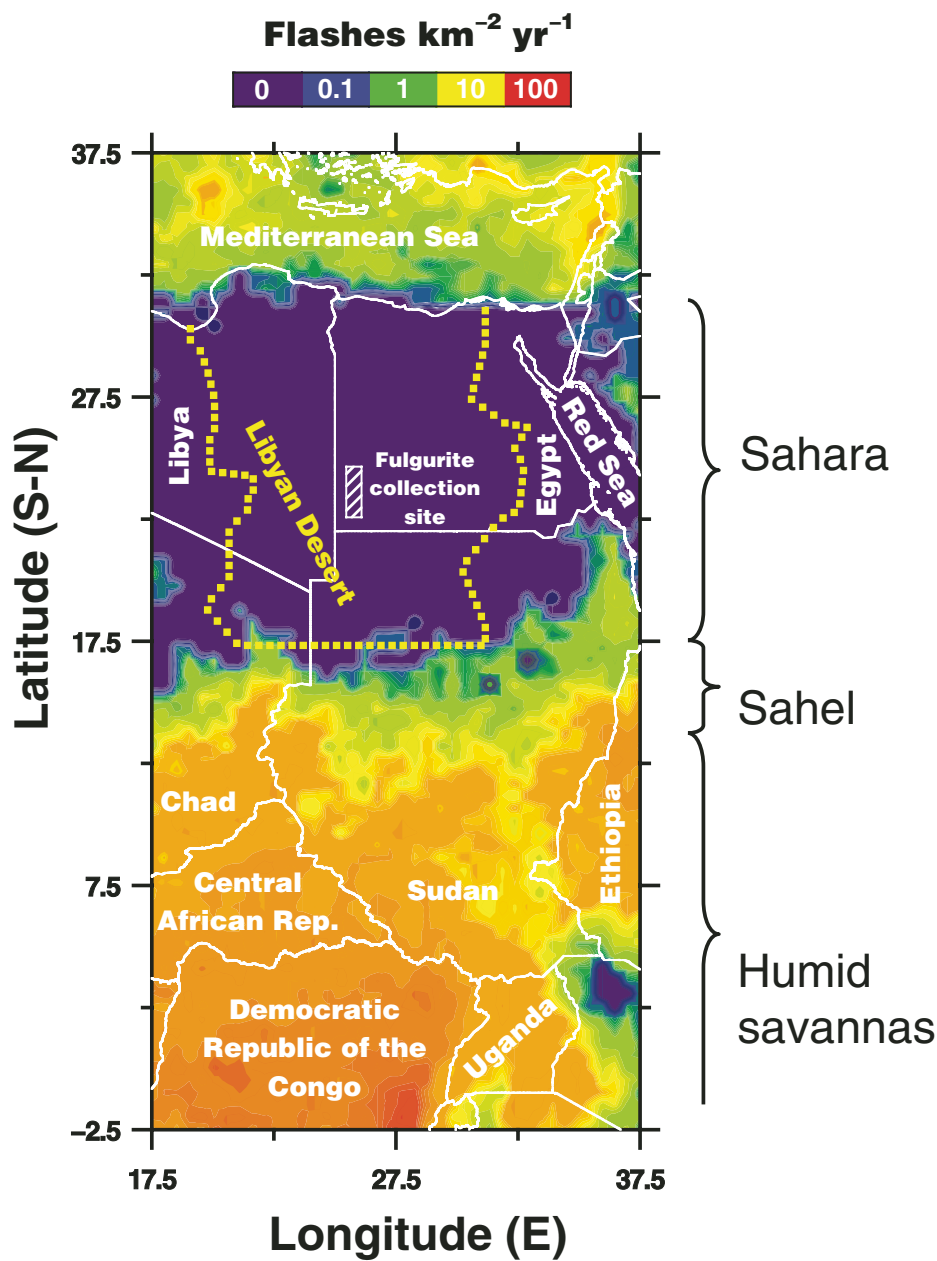 Flashes km⁻² yr⁻¹
0 0.1 1 10 100
37.5
Mediterranean Sea
27.5
Libya
Libyan Desert
Fulgurite
collection
site
Egypt
Red Sea
Sahara
17.5
Sahel
Latitude (S-N)
Chad
Ethiopia
7.5
Central
African Rep.
Sudan
Humid
savannas
Democratic
Republic of the
Congo
Uganda
–2.5
17.5 27.5 37.5
Longitude (E)